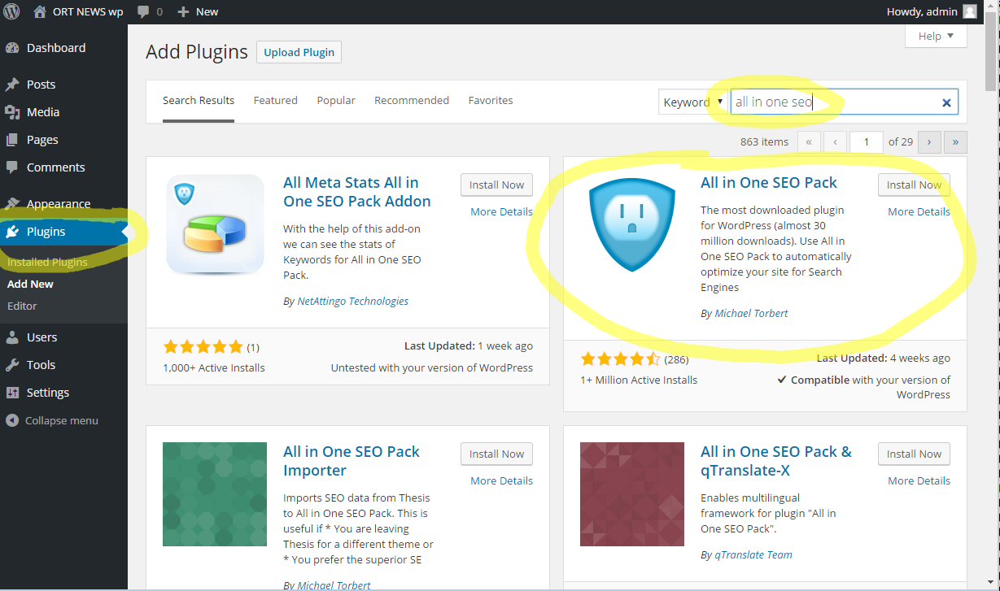 ORT NEWS wp 0 New Howdy, admin
Help
Dashboard
Posts
Media
Pages
Comments
Appearance
Plugins
Installed Plugins
Add New
Editor
Users
Tools
Settings
Collapse menu
Add Plugins Upload Plugin
Search Results Featured Popular Recommended Favorites Keyword all in one seo
863 items « ‹ 1 of 29 › »
All Meta Stats All in
One SEO Pack Addon
Install Now
More Details
With the help of this add-on
we can see the stats of
Keywords for All in One SEO
Pack.
By NetAttingo Technologies
(1)
Last Updated: 1 week ago
1,000+ Active Installs
Untested with your version of WordPress
All in One SEO Pack
Install Now
More Details
The most downloaded plugin
for WordPress (almost 30
million downloads). Use All in
One SEO Pack to automatically
optimize your site for Search
Engines
By Michael Torbert
(286)
Last Updated: 4 weeks ago
1+ Million Active Installs
Compatible with your version of
WordPress
All in One SEO Pack
Importer
Install Now
More Details
Imports SEO data from Thesis
to All in One SEO Pack. This is
useful if * You are leaving
Thesis for a different theme or
* You prefer the superior SE
By Michael Torbert
All in One SEO Pack &
qTranslate-X
Install Now
More Details
Enables multilingual
framework for plugin "All in
One SEO Pack".
By qTranslate Team